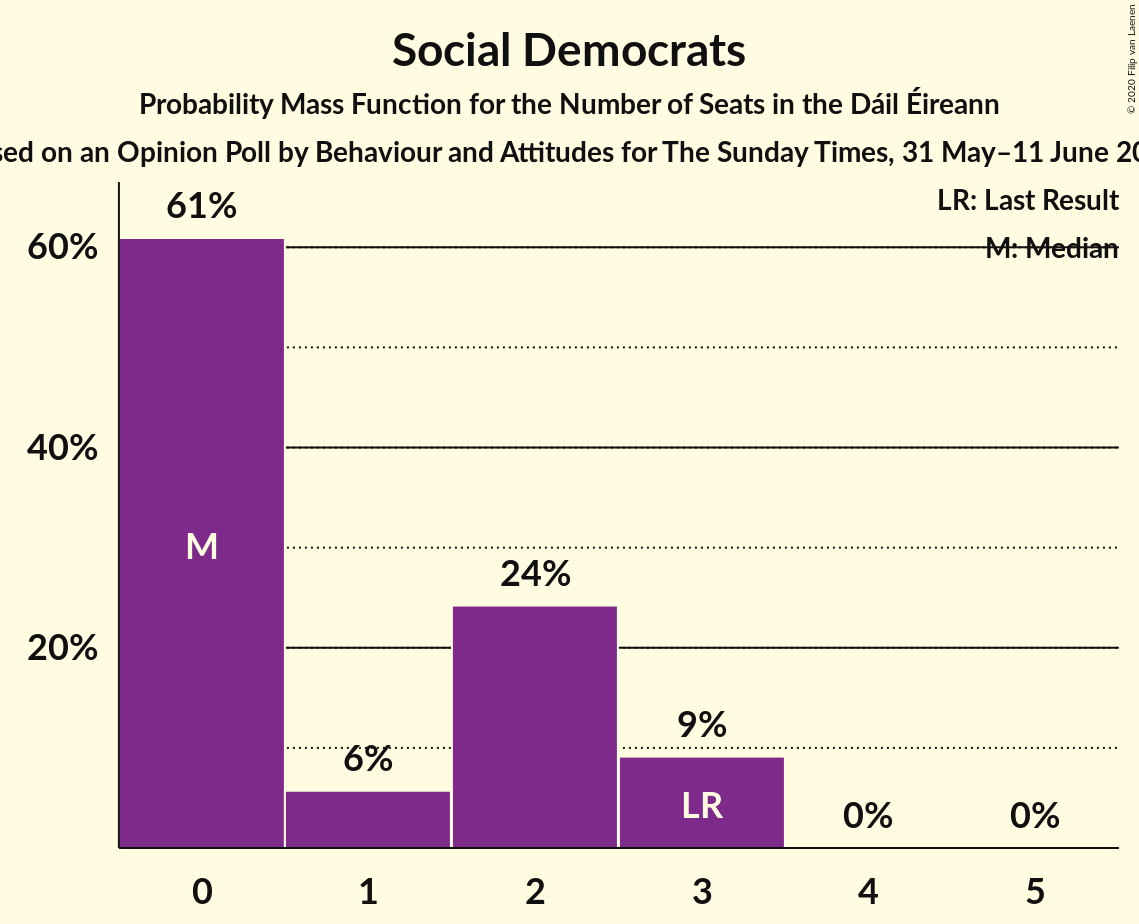 Social Democrats
Probability Mass Function for the Number of Seats in the Dáil Éireann
on an Opinion Poll by Behaviour and Attitudes for The Sunday Times, 31 May–11 June
© 2020 Filip van Laenen
LR: Last Result
M: Median
61%
60%
40%
20%
M
6%
24%
9%
LR
0%
0%
0 1 2 3 4 5